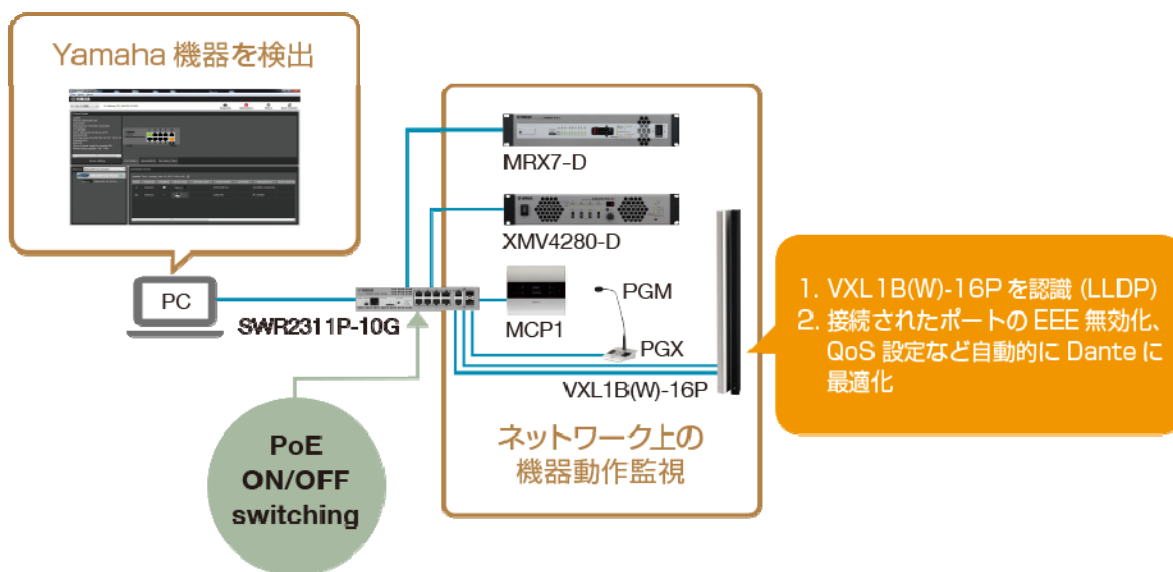 Yamaha 機器を検出
MRX7-D
XMV4280-D
PC
SWR2311P-10G
MCP1
PGM
PGX
VXL1B(W)-16P
1. VXL1B(W)-16P を認識 (LLDP)
2. 接続されたポートの EEE 無効化、
QoS 設定など自動的に Dante に
最適化
ネットワーク上の
機器動作監視
PoE
ON/OFF
switching